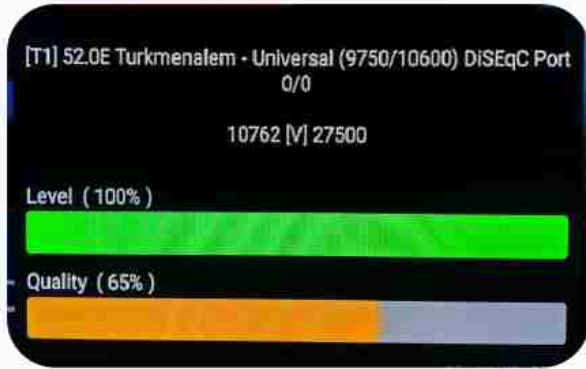 [T1] 52.0E Turkmenalem - Universal (9750/10600) DiSEqC Port
0/0
10762 [V] 27500
Level ( 100% )
Quality ( 65% )